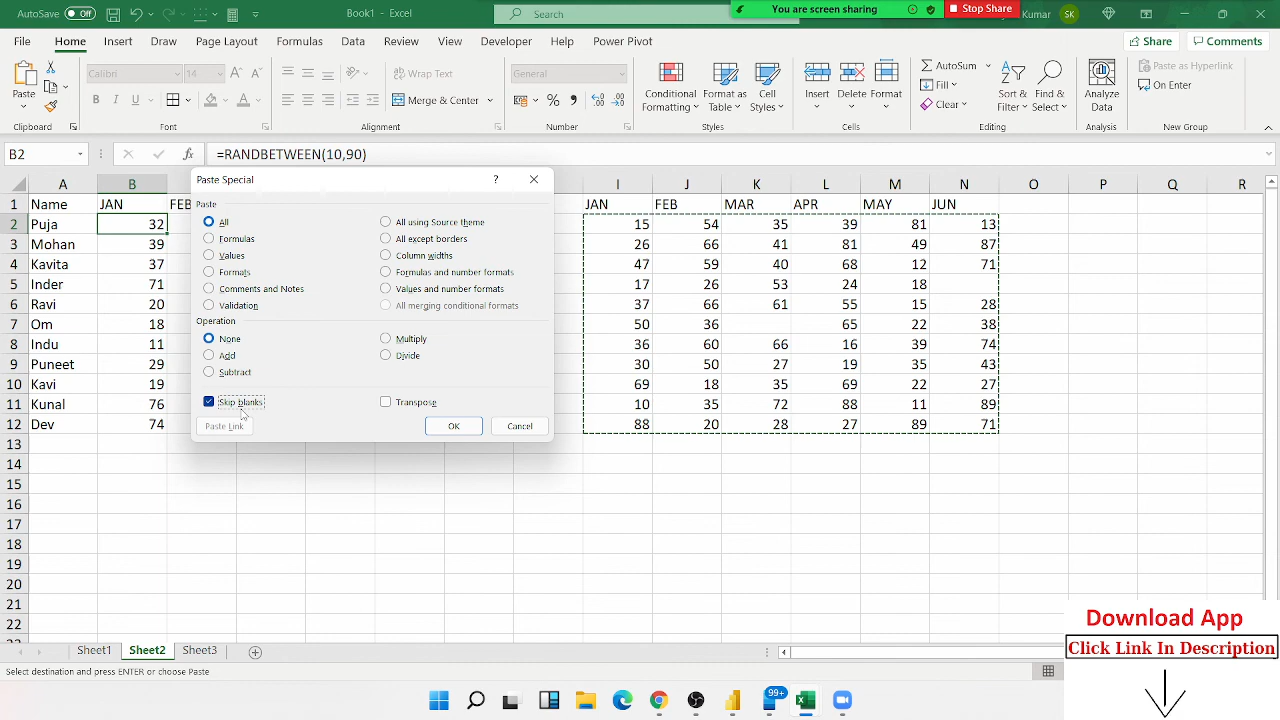 AutoSave Off Book1 - Excel Search You are screen sharing Stop Share Kumar SK
File Home Insert Draw Page Layout Formulas Data Review View Developer Help Power Pivot Share Comments
Paste Calibri 14 Wrap Text General Conditional Formatting Format as Table Cell Styles Insert Delete Format AutoSum Sort & Filter Find & Select Analyze Data Paste as Hyperlink
B I U Merge & Center Fill On Enter
Clear
Clipboard Font Alignment Number Styles Cells Editing Analysis New Group
B2 fx =RANDBETWEEN(10,90)
Paste Special ?
A B I J K L M N O P Q R
1 Name JAN FEB JAN FEB MAR APR MAY JUN
2 Puja 32 15 54 35 39 81 13
3 Mohan 39 26 66 41 81 49 87
4 Kavita 37 47 59 40 68 12 71
5 Inder 71 17 26 53 24 18
6 Ravi 20 37 66 61 55 15 28
7 Om 18 50 36 65 22 38
8 Indu 11 36 60 66 16 39 74
9 Puneet 29 30 50 27 19 35 43
10 Kavi 19 69 18 35 69 22 27
11 Kunal 76 10 35 72 88 11 89
12 Dev 74 88 20 28 27 89 71
13
14
15
16
17
18
19
20
21
22
Paste
All All using Source theme
Formulas All except borders
Values Column widths
Formats Formulas and number formats
Comments and Notes Values and number formats
Validation All merging conditional formats
Operation
None Multiply
Add Divide
Subtract
Skip blanks Transpose
Paste Link OK Cancel
Sheet1 Sheet2 Sheet3
Select destination and press ENTER or choose Paste
99+
Download App
Click Link In Description